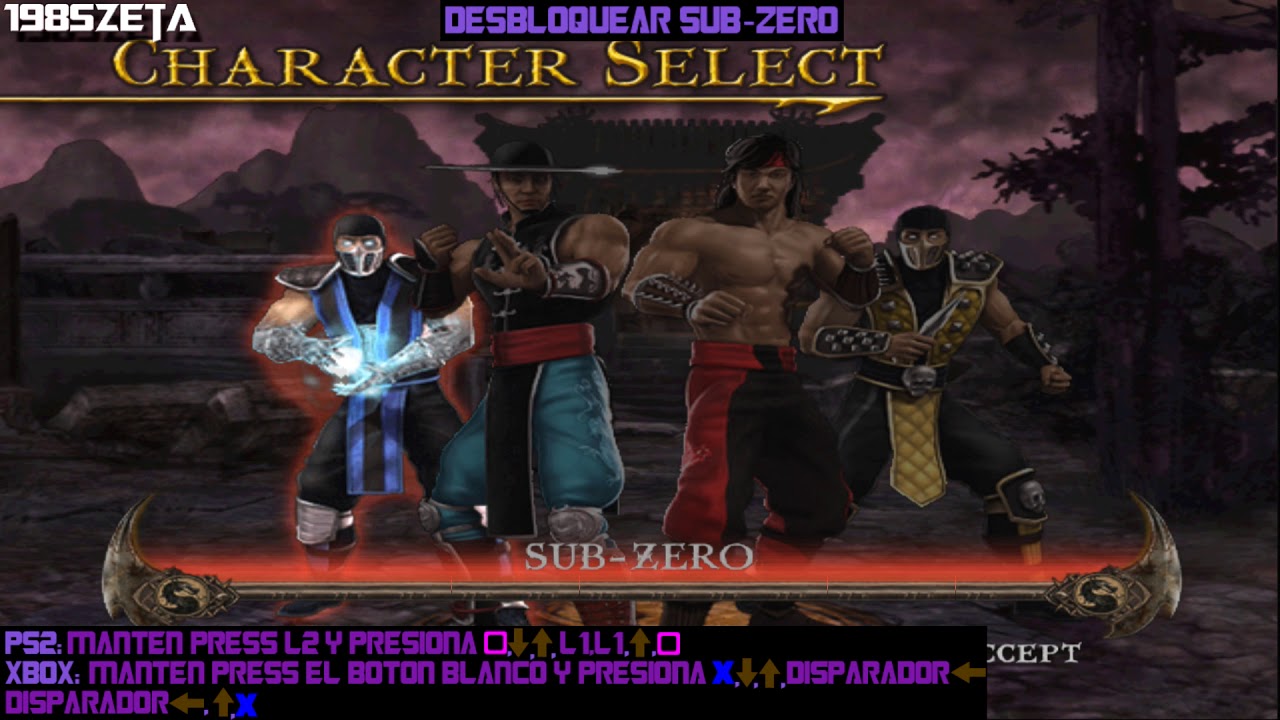 1985ZETA
DESBLOQUEAR SUB-ZERO
CHARACTER SELECT
SUB-ZERO
CCEPT
PS2: MANTEN PRESS L2 Y PRESIONA □,↓,↑,L1,L1,↑,□
XBOX: MANTEN PRESS EL BOTON BLANCO Y PRESIONA X,↓,↑,DISPARADOR←
DISPARADOR←,↑,X